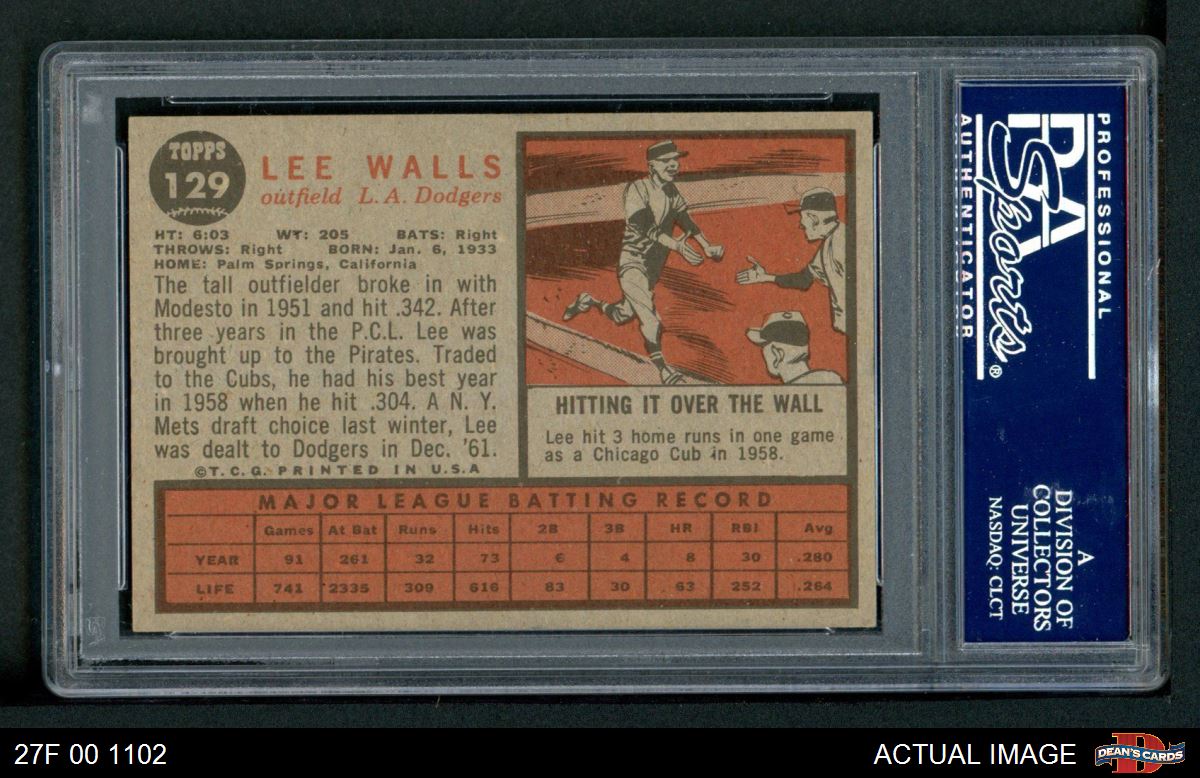 TOPPS
129
LEE WALLS
outfield L. A. Dodgers
HT: 6:03 WT: 205 BATS: Right
THROWS: Right BORN: Jan. 6, 1933
HOME: Palm Springs, California
The tall outfielder broke in with
Modesto in 1951 and hit .342. After
three years in the P.C.L. Lee was
brought up to the Pirates. Traded
to the Cubs, he had his best year
in 1958 when he hit .304. A N. Y.
Mets draft choice last winter, Lee
was dealt to Dodgers in Dec. '61.
©T. C. G. PRINTED IN U.S.A
HITTING IT OVER THE WALL
Lee hit 3 home runs in one game
as a Chicago Cub in 1958.
MAJOR LEAGUE BATTING RECORD
Games At Bat Runs Hits 2B 3B HR RBI Avg
YEAR 91 261 32 73 6 4 8 30 .280
LIFE 741 2335 309 616 83 30 63 252 .264
PROFESSIONAL
PSA
Sports®
AUTHENTICATOR
A
DIVISION OF
COLLECTORS
UNIVERSE
NASDAQ: CLCT
27F 00 1102
ACTUAL IMAGE
DEAN'S CARDS